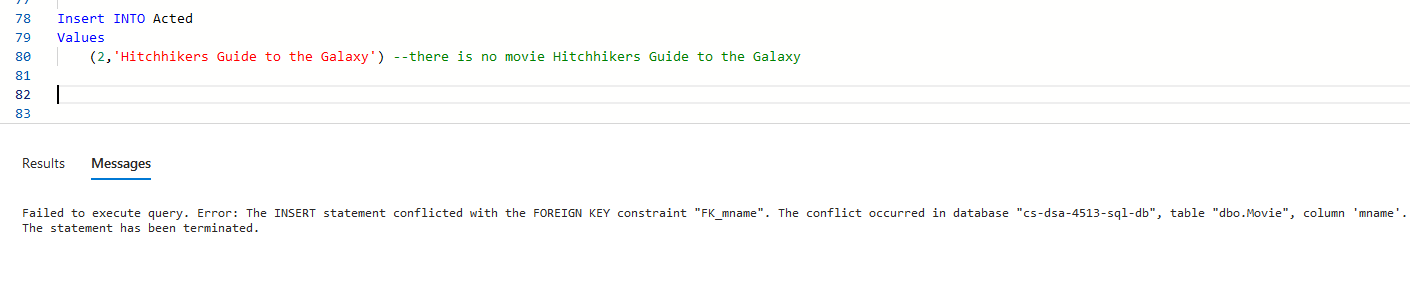 77
78 Insert INTO Acted
79 Values
80 (2,'Hitchhikers Guide to the Galaxy') --there is no movie Hitchhikers Guide to the Galaxy
81
82
83
Results Messages
Failed to execute query. Error: The INSERT statement conflicted with the FOREIGN KEY constraint "FK_mname". The conflict occurred in database "cs-dsa-4513-sql-db", table "dbo.Movie", column 'mname'.
The statement has been terminated.